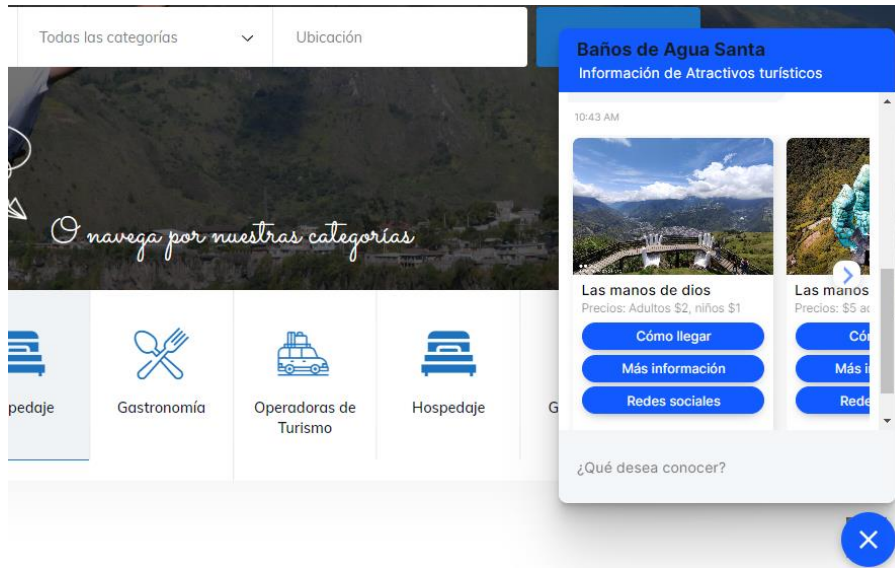 Todas las categorías
Ubicación
O navega por nuestras categorías
pedaje
Gastronomía
Operadoras de
Turismo
Hospedaje
G
Baños de Agua Santa
Información de Atractivos turísticos
10:43 AM
Las manos de dios
Precios: Adultos $2, niños $1
Cómo llegar
Más información
Redes sociales
Las manos
Precios: $5 ad
Có
Más i
Rede
¿Qué desea conocer?